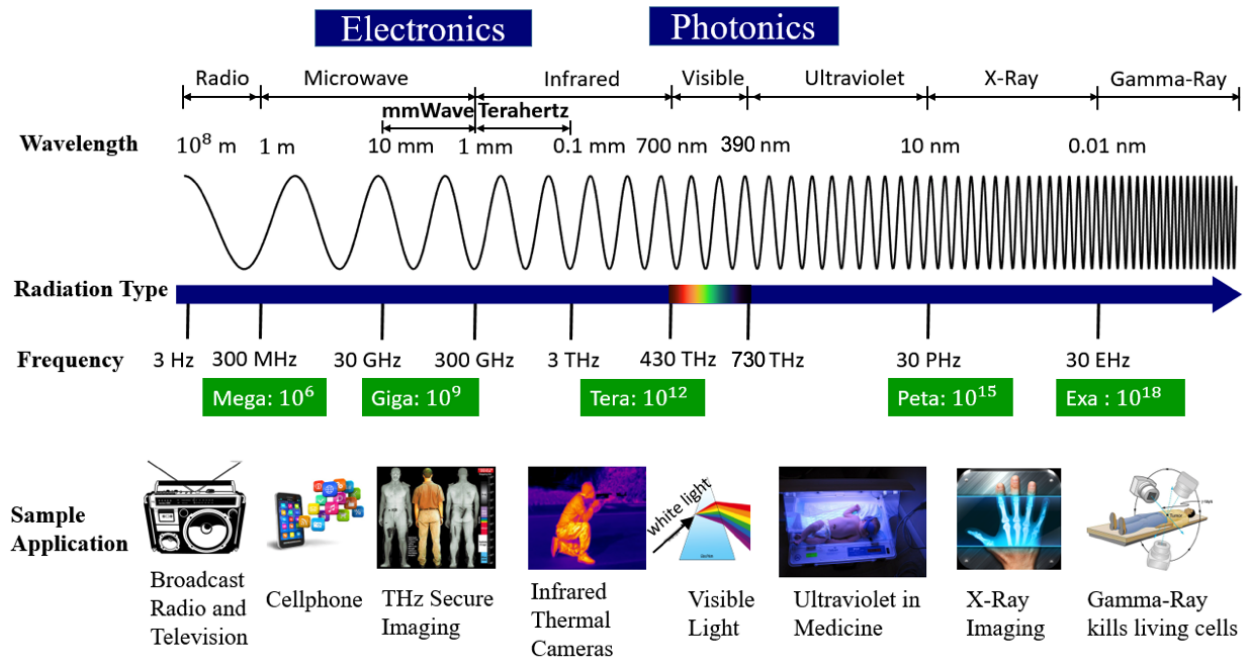 Electronics
Photonics
Radio
Microwave
Infrared
Visible
Ultraviolet
X-Ray
Gamma-Ray
mmWave
Terahertz
Wavelength
10⁸ m
1 m
10 mm
1 mm
0.1 mm
700 nm
390 nm
10 nm
0.01 nm
Radiation Type
Frequency
3 Hz
300 MHz
30 GHz
300 GHz
3 THz
430 THz
730 THz
30 PHz
30 EHz
Mega: 10⁶
Giga: 10⁹
Tera: 10¹²
Peta: 10¹⁵
Exa : 10¹⁸
Sample
Application
white light
Broadcast
Radio and
Television
Cellphone
THz Secure
Imaging
Infrared
Thermal
Cameras
Visible
Light
Ultraviolet in
Medicine
X-Ray
Imaging
Gamma-Ray
kills living cells